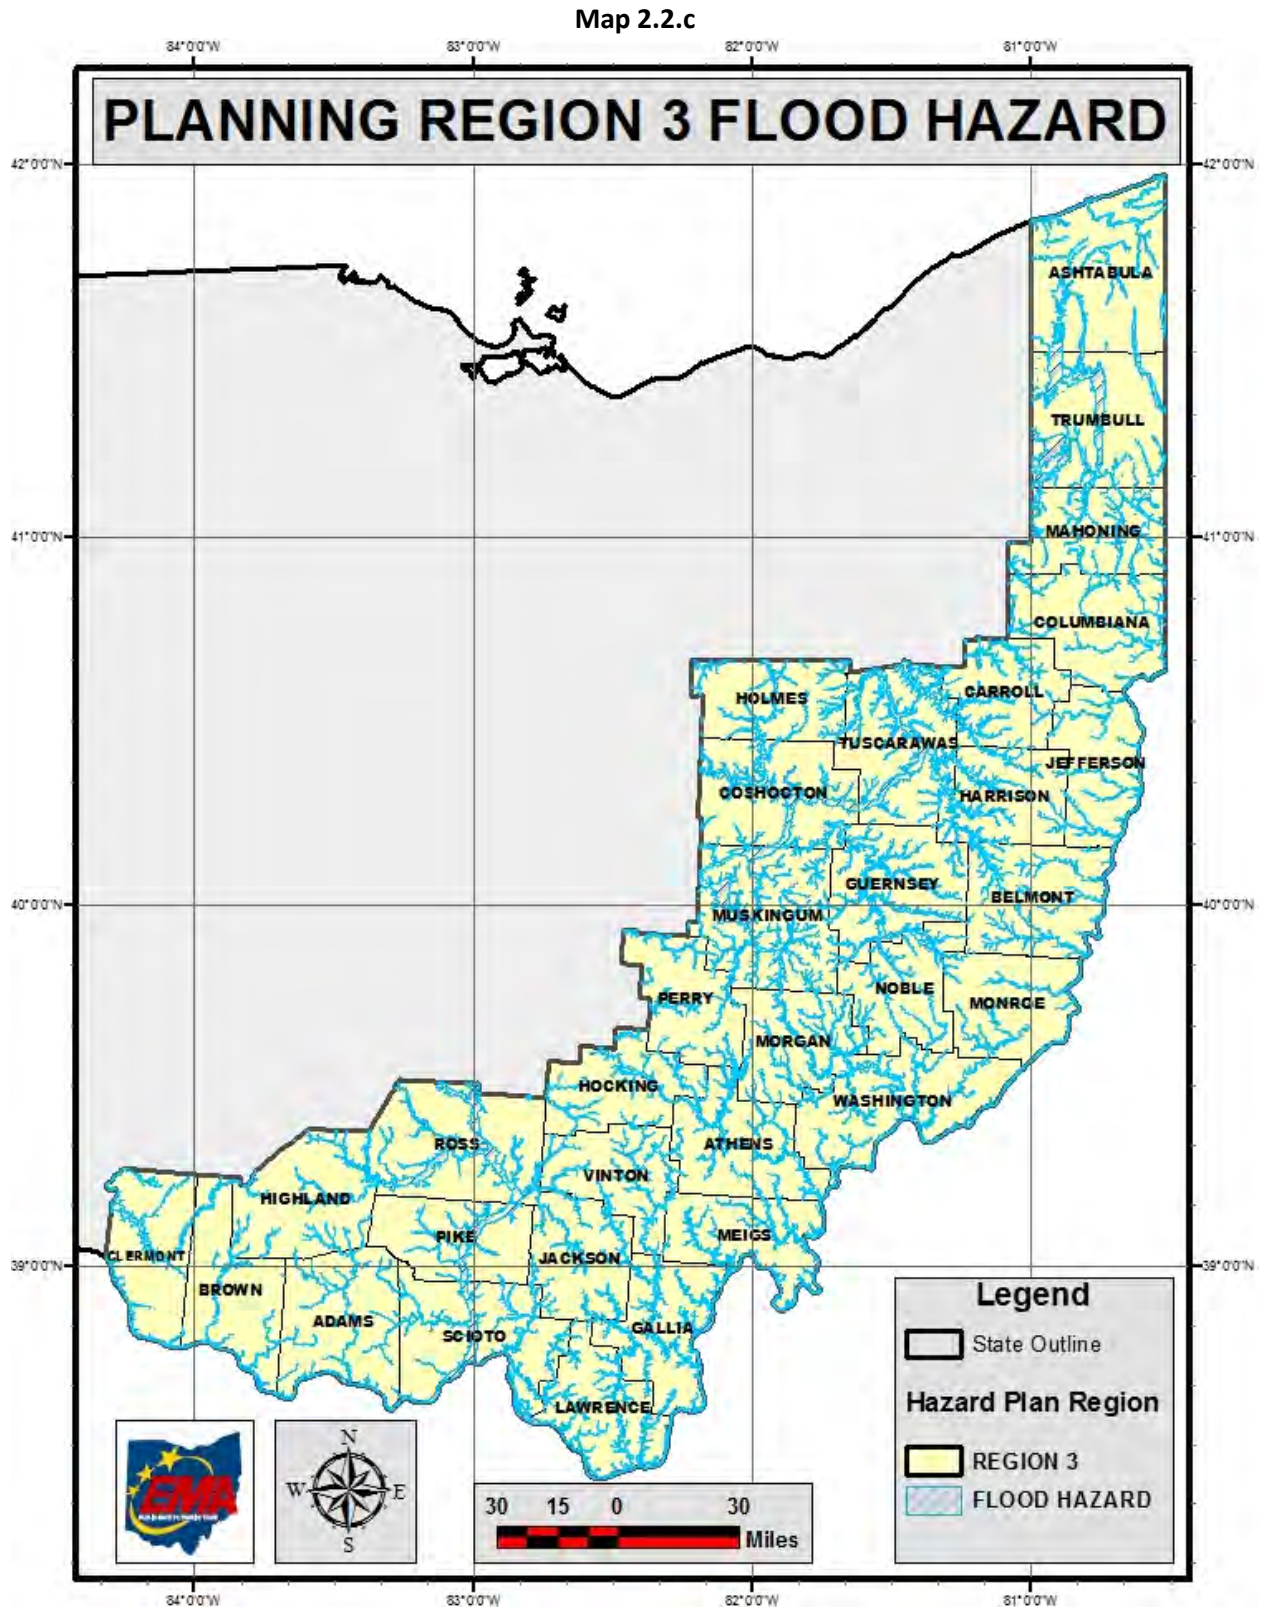 Map 2.2.c
84°0'0"W 83°0'0"W 82°0'0"W 81°0'0"W
PLANNING REGION 3 FLOOD HAZARD
42°0'0"N 42°0'0"N
ASHTABULA
TRUMBULL
MAHONING
41°0'0"N 41°0'0"N
COLUMBIANA
HOLMES
CARROLL
TUSCARAWAS
JEFFERSON
COSHOCTON
HARRISON
GUERNSEY
BELMONT
40°0'0"N 40°0'0"N
MUSKINGUM
PERRY
NOBLE
MONROE
MORGAN
HOCKING
WASHINGTON
ROSS
ATHENS
VINTON
HIGHLAND
PIKE
MEIGS
CLERMONT
JACKSON
39°0'0"N 39°0'0"N
BROWN
ADAMS
SCIOTO
GALLIA
LAWRENCE
Legend
State Outline
Hazard Plan Region
REGION 3
FLOOD HAZARD
EMA
N
W E
S
30 15 0 30
Miles
84°0'0"W 83°0'0"W 82°0'0"W 81°0'0"W